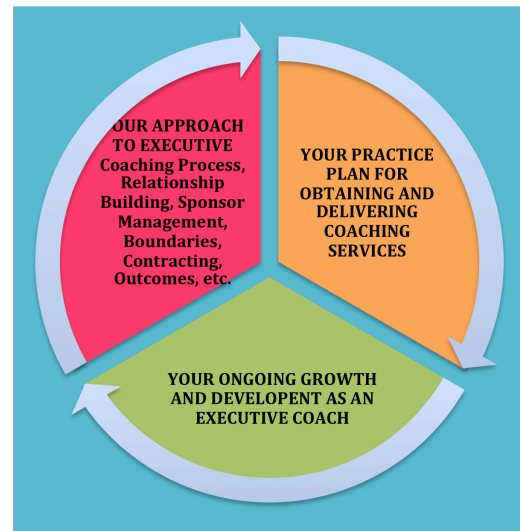 OUR APPROACH
TO EXECUTIVE
Coaching Process,
Relationship
Building, Sponsor
Management,
Boundaries,
Contracting,
Outcomes, etc.
YOUR PRACTICE
PLAN FOR
OBTAINING AND
DELIVERING
COACHING
SERVICES
YOUR ONGOING GROWTH
AND DEVELOPENT AS AN
EXECUTIVE COACH